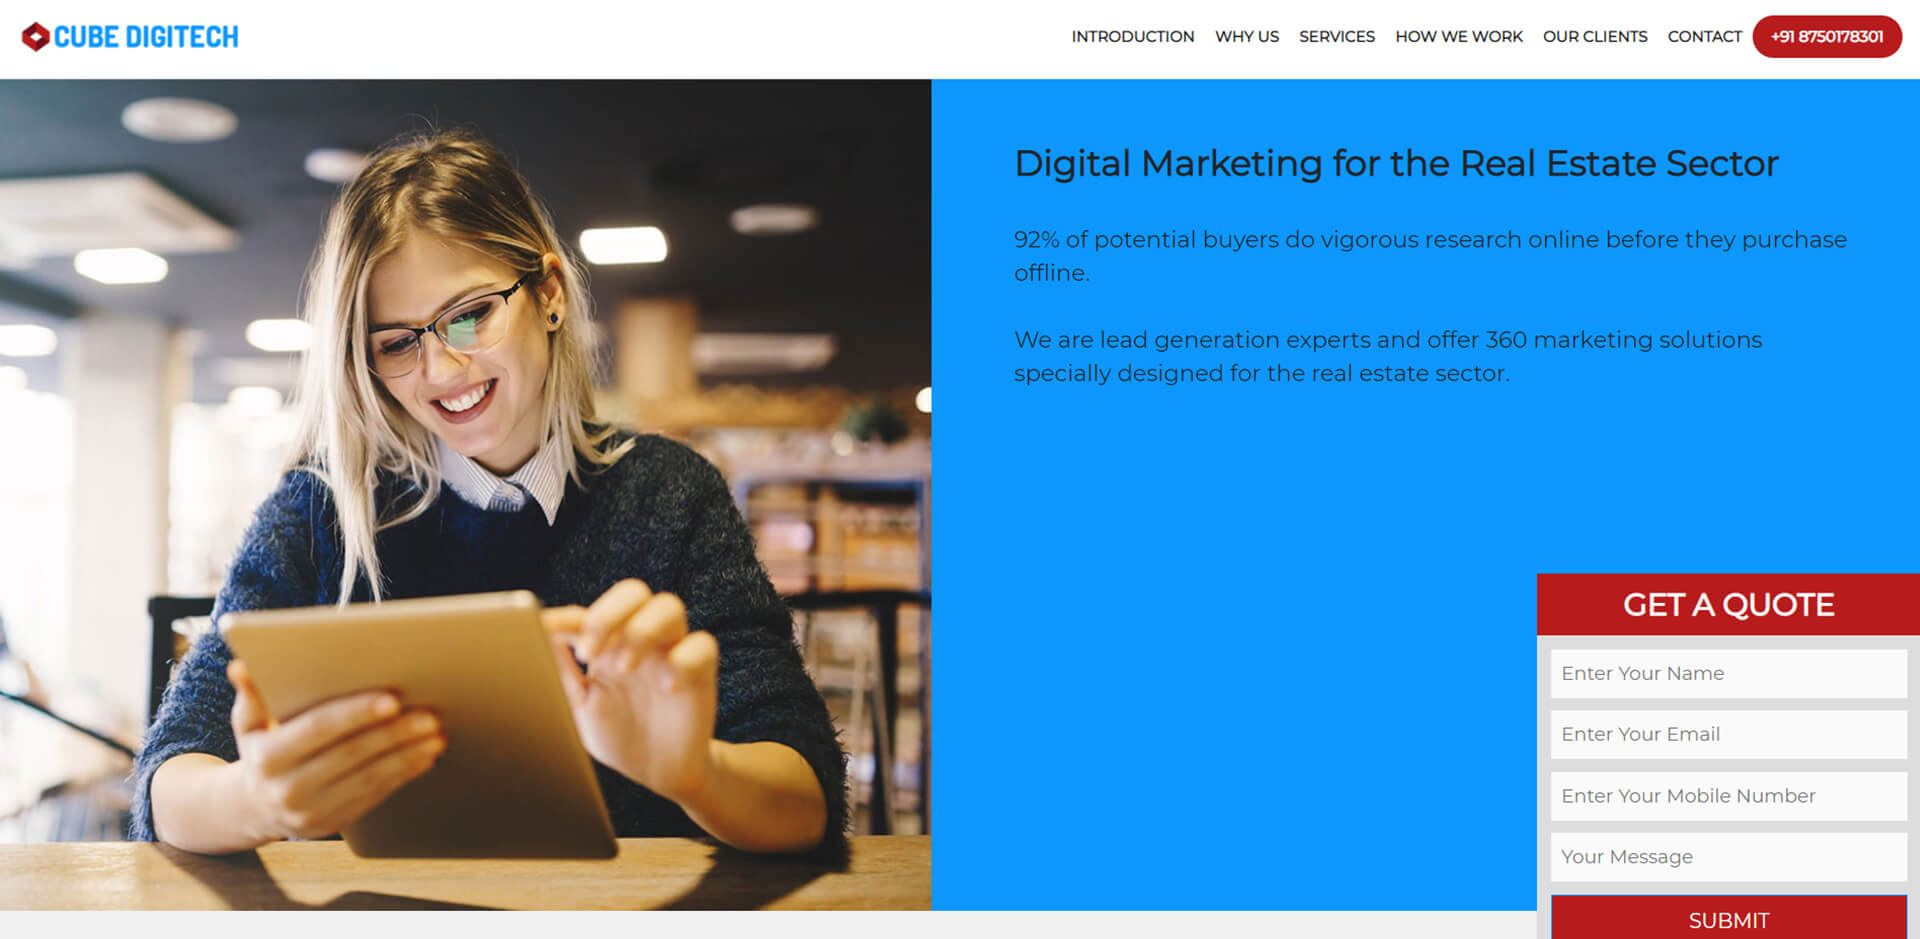 CUBE DIGITECH
INTRODUCTION WHY US SERVICES HOW WE WORK OUR CLIENTS CONTACT +91 8750178301
Digital Marketing for the Real Estate Sector
92% of potential buyers do vigorous research online before they purchase
offline.
We are lead generation experts and offer 360 marketing solutions
specially designed for the real estate sector.
GET A QUOTE
Enter Your Name
Enter Your Email
Enter Your Mobile Number
Your Message
SUBMIT